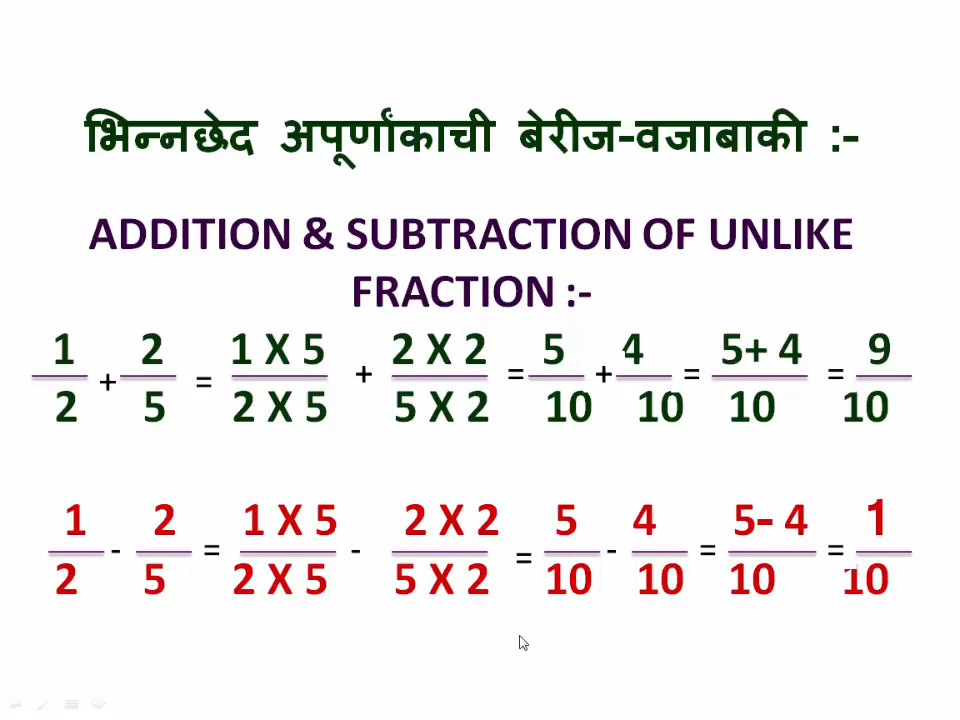 भिन्नछेद अपूर्णांकाची बेरीज-वजाबाकी :-
ADDITION & SUBTRACTION OF UNLIKE
FRACTION :-
1 2 1 X 5 2 X 2 5 4 5+ 4 9
+ = + = + = =
2 5 2 X 5 5 X 2 10 10 10 10
1 2 1 X 5 2 X 2 5 4 5- 4 1
- = - = - = =
2 5 2 X 5 5 X 2 10 10 10 10